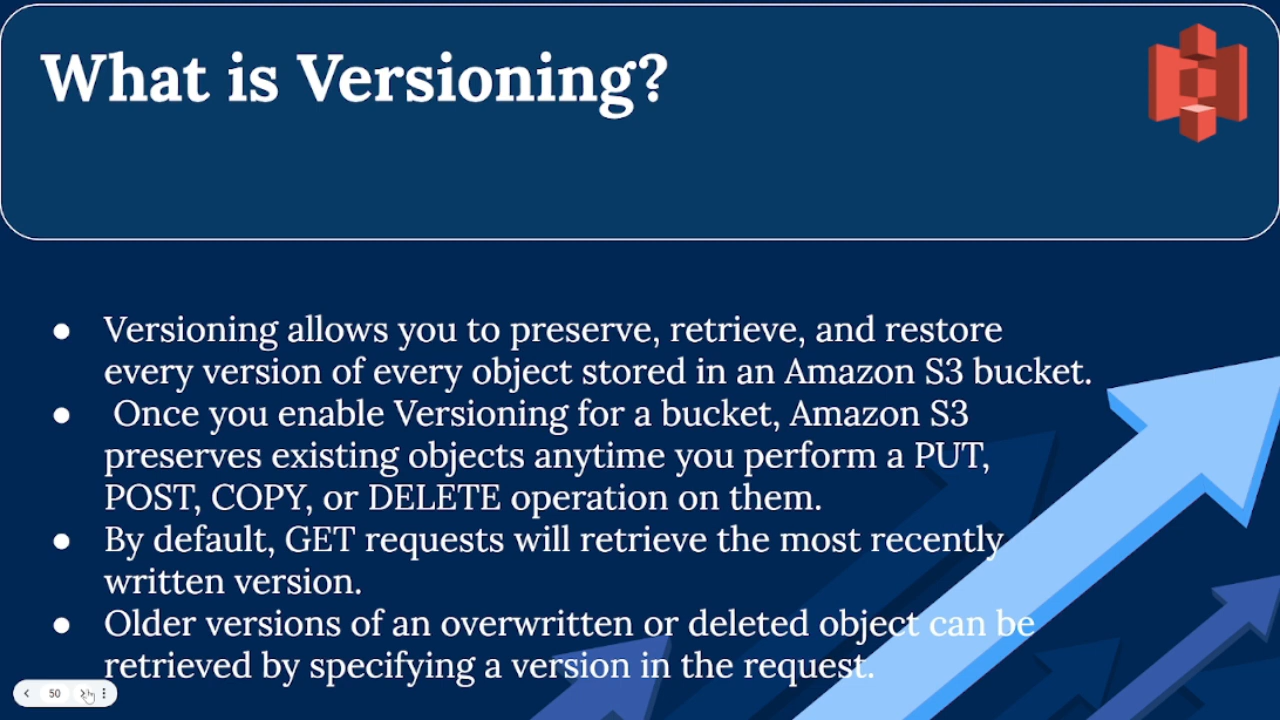 What is Versioning?
● Versioning allows you to preserve, retrieve, and restore
every version of every object stored in an Amazon S3 bucket.
● Once you enable Versioning for a bucket, Amazon S3
preserves existing objects anytime you perform a PUT,
POST, COPY, or DELETE operation on them.
● By default, GET requests will retrieve the most recently
written version.
● Older versions of an overwritten or deleted object can be
retrieved by specifying a version in the request.
50